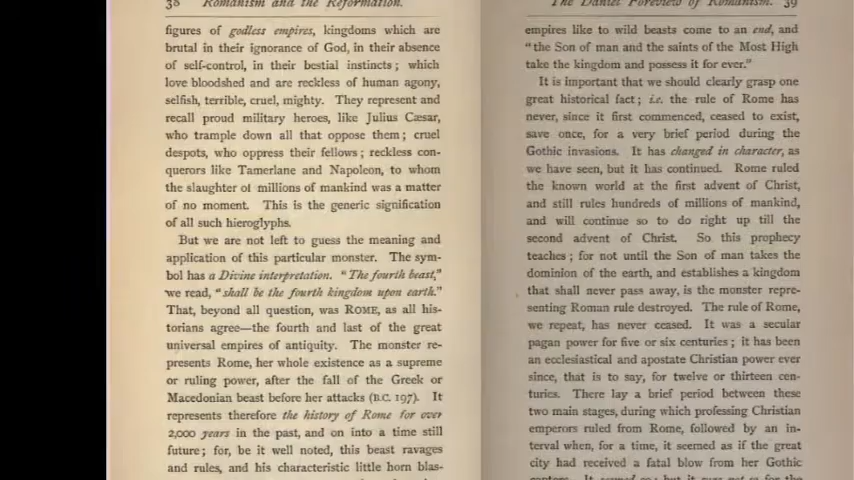 38 Romanism and the Reformation.
figures of godless empires, kingdoms which are
brutal in their ignorance of God, in their absence
of self-control, in their bestial instincts; which
love bloodshed and are reckless of human agony,
selfish, terrible, cruel, mighty. They represent and
recall proud military heroes, like Julius Cæsar,
who trample down all that oppose them; cruel
despots, who oppress their fellows; reckless con-
querors like Tamerlane and Napoleon, to whom
the slaughter of millions of mankind was a matter
of no moment. This is the generic signification
of all such hieroglyphs.
But we are not left to guess the meaning and
application of this particular monster. The sym-
bol has a Divine interpretation. "The fourth beast,"
we read, "shall be the fourth kingdom upon earth."
That, beyond all question, was ROME, as all his-
torians agree—the fourth and last of the great
universal empires of antiquity. The monster re-
presents Rome, her whole existence as a supreme
or ruling power, after the fall of the Greek or
Macedonian beast before her attacks (B.C. 197). It
represents therefore the history of Rome for over
2,000 years in the past, and on into a time still
future; for, be it well noted, this beast ravages
and rules, and his characteristic little horn blas-
The Daniel Foreview of Romanism. 39
empires like to wild beasts come to an end, and
"the Son of man and the saints of the Most High
take the kingdom and possess it for ever."
It is important that we should clearly grasp one
great historical fact; i.e. the rule of Rome has
never, since it first commenced, ceased to exist,
save once, for a very brief period during the
Gothic invasions. It has changed in character, as
we have seen, but it has continued. Rome ruled
the known world at the first advent of Christ,
and still rules hundreds of millions of mankind,
and will continue so to do right up till the
second advent of Christ. So this prophecy
teaches; for not until the Son of man takes the
dominion of the earth, and establishes a kingdom
that shall never pass away, is the monster repre-
senting Roman rule destroyed. The rule of Rome,
we repeat, has never ceased. It was a secular
pagan power for five or six centuries; it has been
an ecclesiastical and apostate Christian power ever
since, that is to say, for twelve or thirteen cen-
turies. There lay a brief period between these
two main stages, during which professing Christian
emperors ruled from Rome, followed by an in-
terval when, for a time, it seemed as if the great
city had received a fatal blow from her Gothic